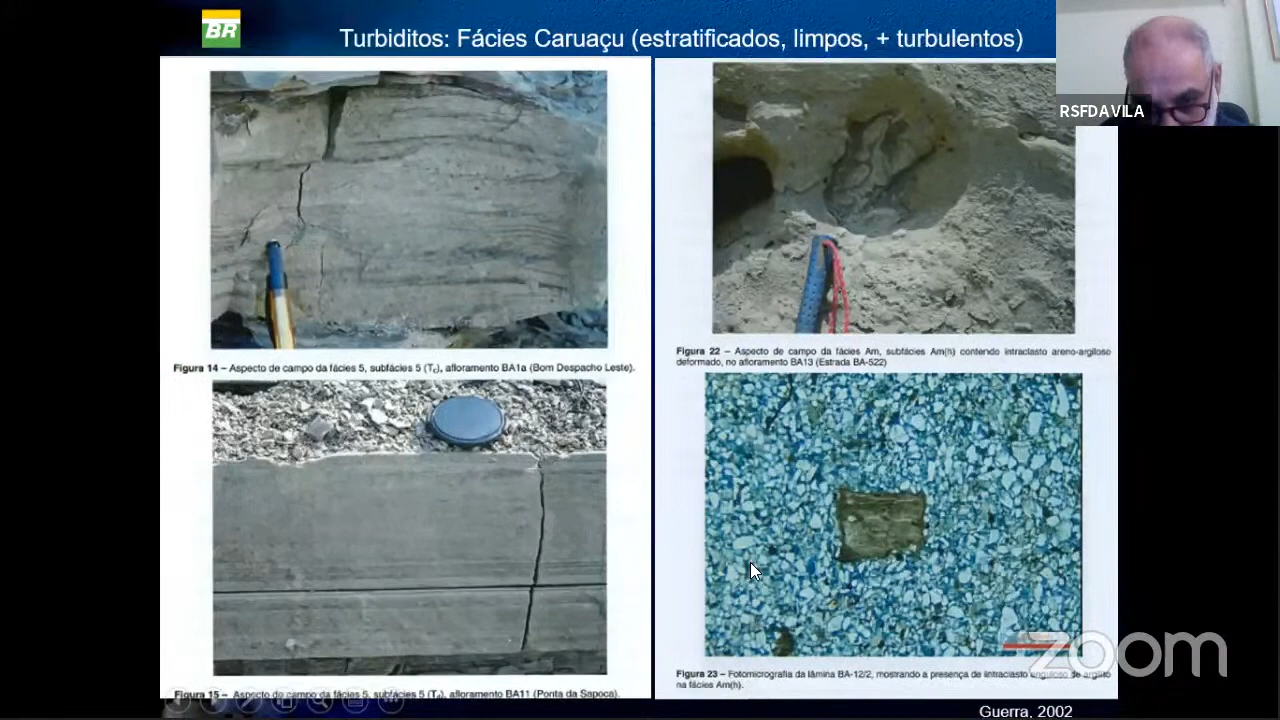 BR
Turbiditos: Fácies Caruaçu (estratificados, limpos, + turbulentos)
RSFDAVILA
Figura 14 – Aspecto de campo da fácies 5, subfácies 5 (Tc), afloramento BA1a (Bom Despacho Leste).
Figura 22 – Aspecto de campo da fácies Am, subfácies Am(h) contendo intraclasto areno-argiloso
deformado, no afloramento BA13 (Estrada BA-522)
Figura 15 – Aspecto de campo da fácies 5, subfácies 5 afloramento BA11 (Ponta da Sapoca).
Figura 23 – Fotomicrografia da lâmina BA-12/2, mostrando a presença de intraclasto anguloso de argilito
na fácies Am(h).
zoom
Guerra, 2002